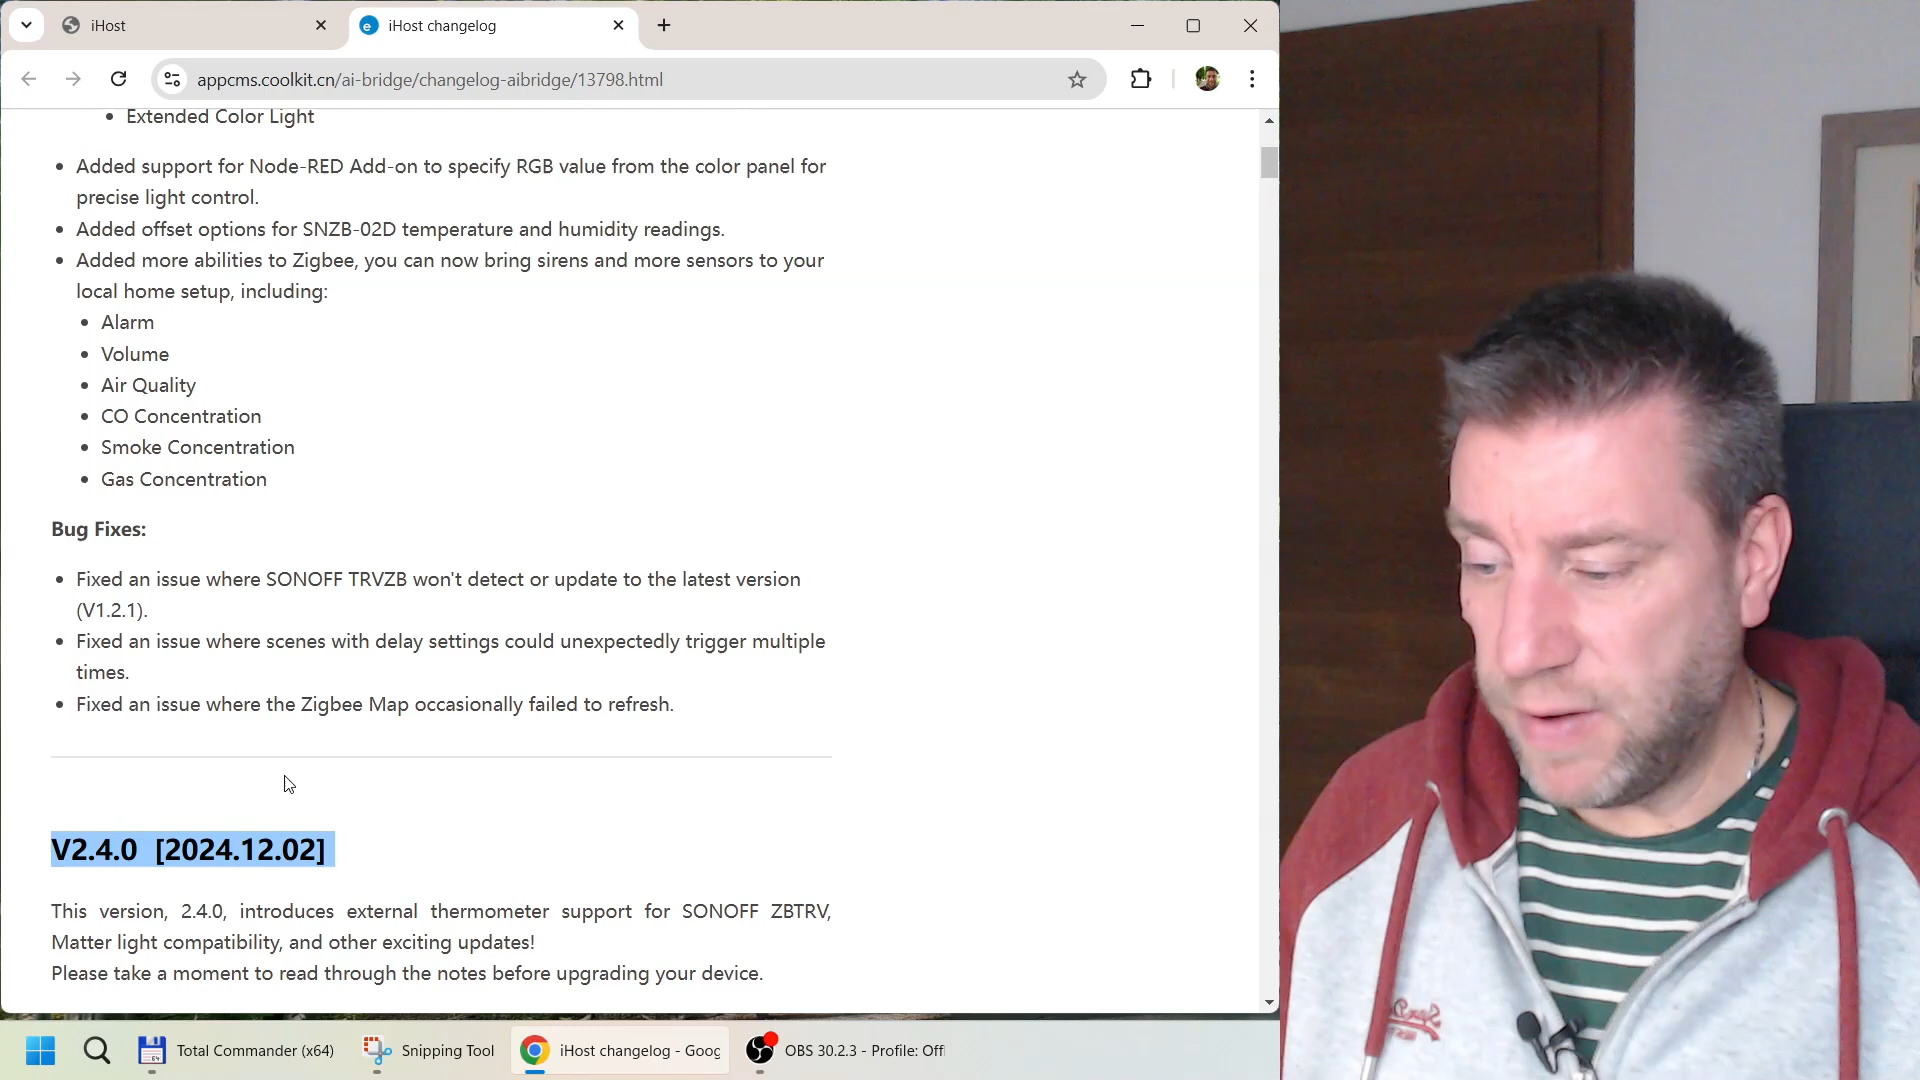 iHost
iHost changelog
appcms.coolkit.cn/ai-bridge/changelog-aibridge/13798.html
Extended Color Light
Added support for Node-RED Add-on to specify RGB value from the color panel for
precise light control.
Added offset options for SNZB-02D temperature and humidity readings.
Added more abilities to Zigbee, you can now bring sirens and more sensors to your
local home setup, including:
Alarm
Volume
Air Quality
CO Concentration
Smoke Concentration
Gas Concentration
Bug Fixes:
Fixed an issue where SONOFF TRVZB won't detect or update to the latest version
(V1.2.1).
Fixed an issue where scenes with delay settings could unexpectedly trigger multiple
times.
Fixed an issue where the Zigbee Map occasionally failed to refresh.
V2.4.0 [2024.12.02]
This version, 2.4.0, introduces external thermometer support for SONOFF ZBTRV,
Matter light compatibility, and other exciting updates!
Please take a moment to read through the notes before upgrading your device.
Total Commander (x64)
Snipping Tool
iHost changelog - Goog
OBS 30.2.3 - Profile: Off